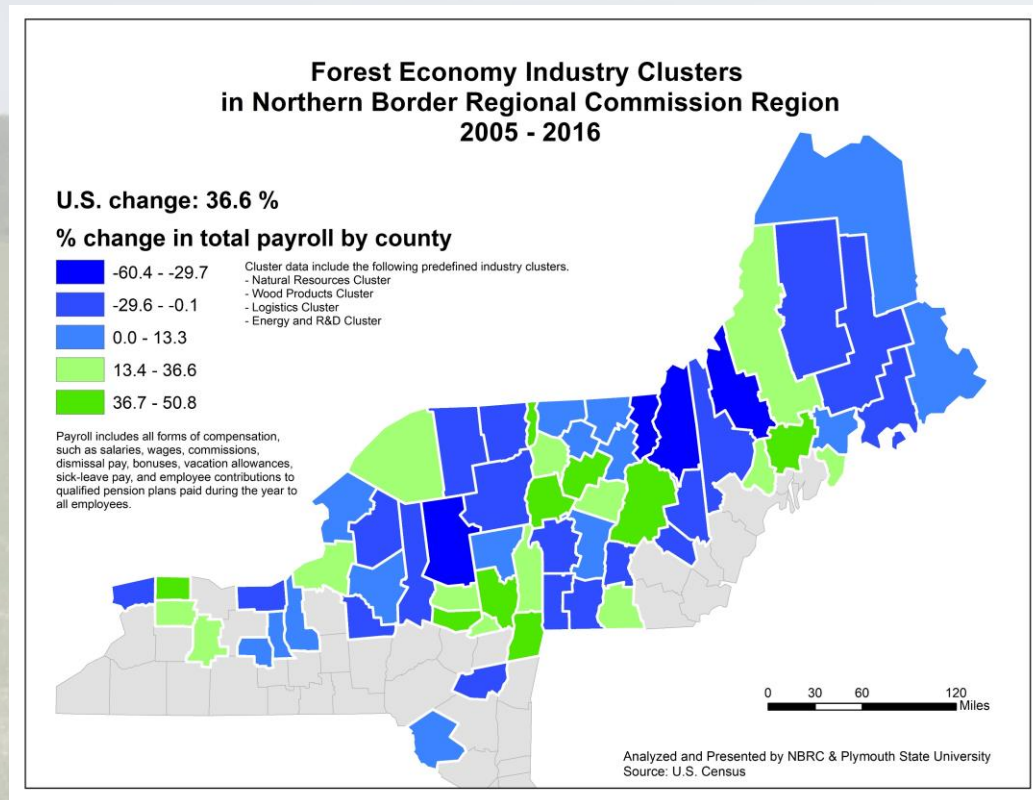 Forest Economy Industry Clusters
in Northern Border Regional Commission Region
2005 - 2016
U.S. change: 36.6 %
% change in total payroll by county
-60.4 - -29.7
-29.6 - -0.1
0.0 - 13.3
13.4 - 36.6
36.7 - 50.8
Cluster data include the following predefined industry clusters.
- Natural Resources Cluster
- Wood Products Cluster
- Logistics Cluster
- Energy and R&D Cluster
Payroll includes all forms of compensation,
such as salaries, wages, commissions,
dismissal pay, bonuses, vacation allowances,
sick-leave pay, and employee contributions to
qualified pension plans paid during the year to
all employees.
0 30 60 120
Miles
Analyzed and Presented by NBRC & Plymouth State University
Source: U.S. Census